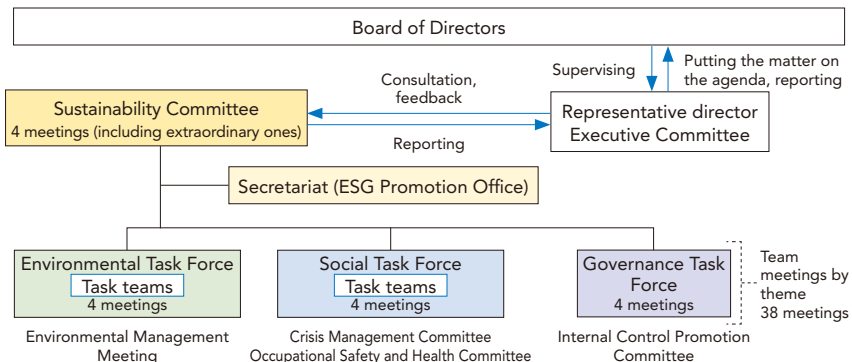 Board of Directors
Supervising
Putting the matter on
the agenda, reporting
Consultation,
feedback
Sustainability Committee
4 meetings (including extraordinary ones)
Representative director
Executive Committee
Reporting
Secretariat (ESG Promotion Office)
Environmental Task Force
Task teams
4 meetings
Social Task Force
Task teams
4 meetings
Governance Task
Force
4 meetings
Team
meetings by
theme
38 meetings
Environmental Management
Meeting
Crisis Management Committee
Occupational Safety and Health Committee
Internal Control Promotion
Committee